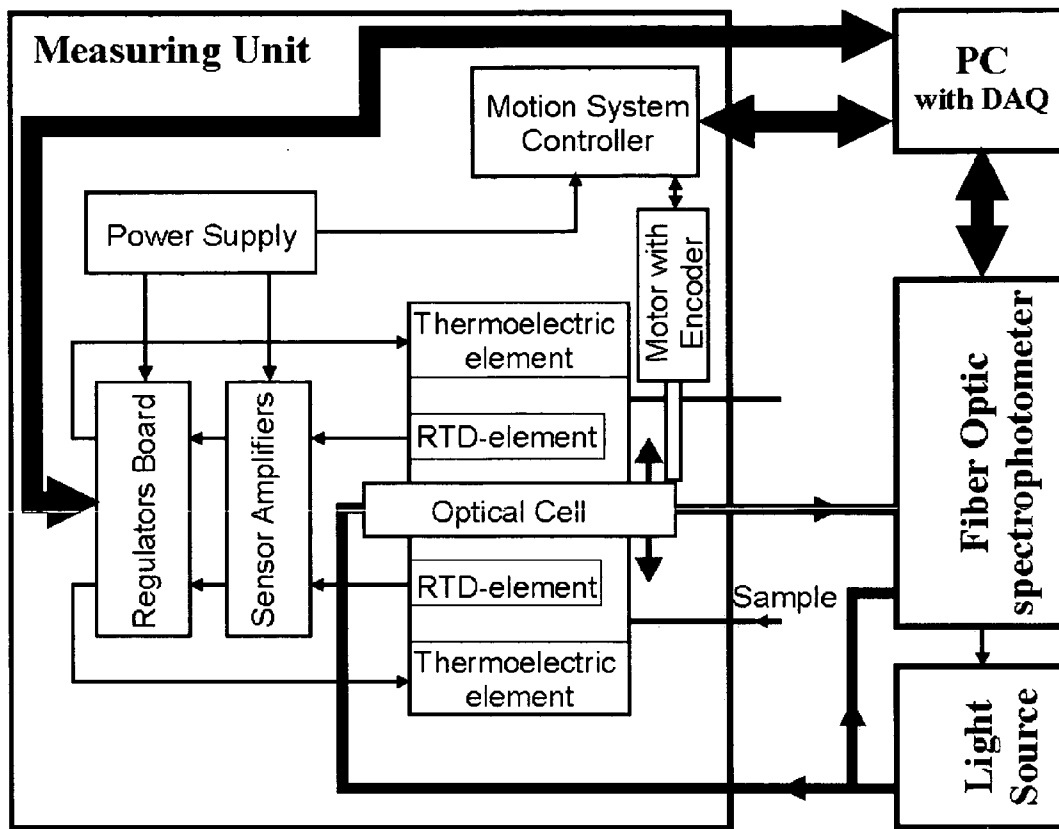 Measuring Unit
PC
with DAQ
Motion System
Controller
Power Supply
Motor with
Encoder
Thermoelectric
element
Regulators Board
Sensor Amplifiers
RTD-element
Optical Cell
RTD-element
Thermoelectric
element
Sample
Fiber Optic
spectrophotometer
Light
Source